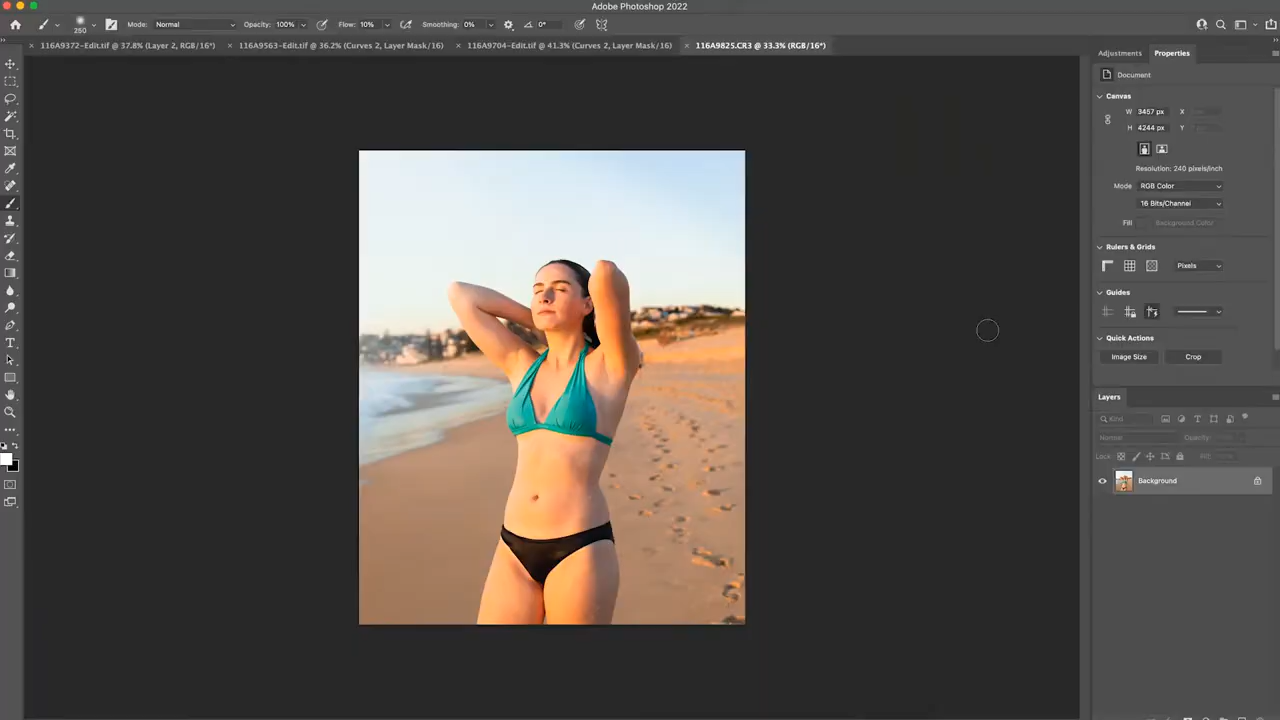 Adobe Photoshop 2022
250 Mode: Normal Opacity: 100% Flow: 10% Smoothing: 0% 0°
116A9372-Edit.tif @ 37.8% (Layer 2, RGB/16*) 116A9563-Edit.tif @ 36.2% (Curves 2, Layer Mask/16) 116A9704-Edit.tif @ 41.3% (Curves 2, Layer Mask/16) 116A9825.CR3 @ 33.3% (RGB/16*)
Adjustments Properties
Document
Canvas
W 3457 px X
H 4244 px Y
Resolution: 240 pixels/inch
Mode RGB Color
16 Bits/Channel
Fill Background Color
Rulers & Grids
Pixels
Guides
Quick Actions
Image Size Crop
Layers
Kind
Normal Opacity:
Lock: Fill:
Background